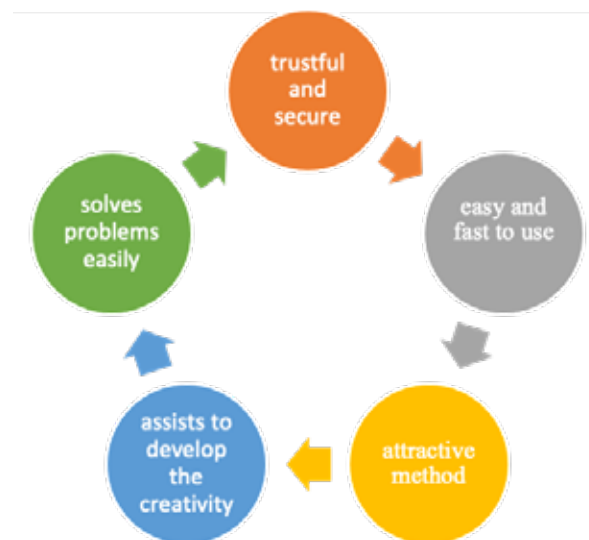 trustful
and
secure
easy and
fast to use
attractive
method
assists to
develop
the
creativity
solves
problems
easily